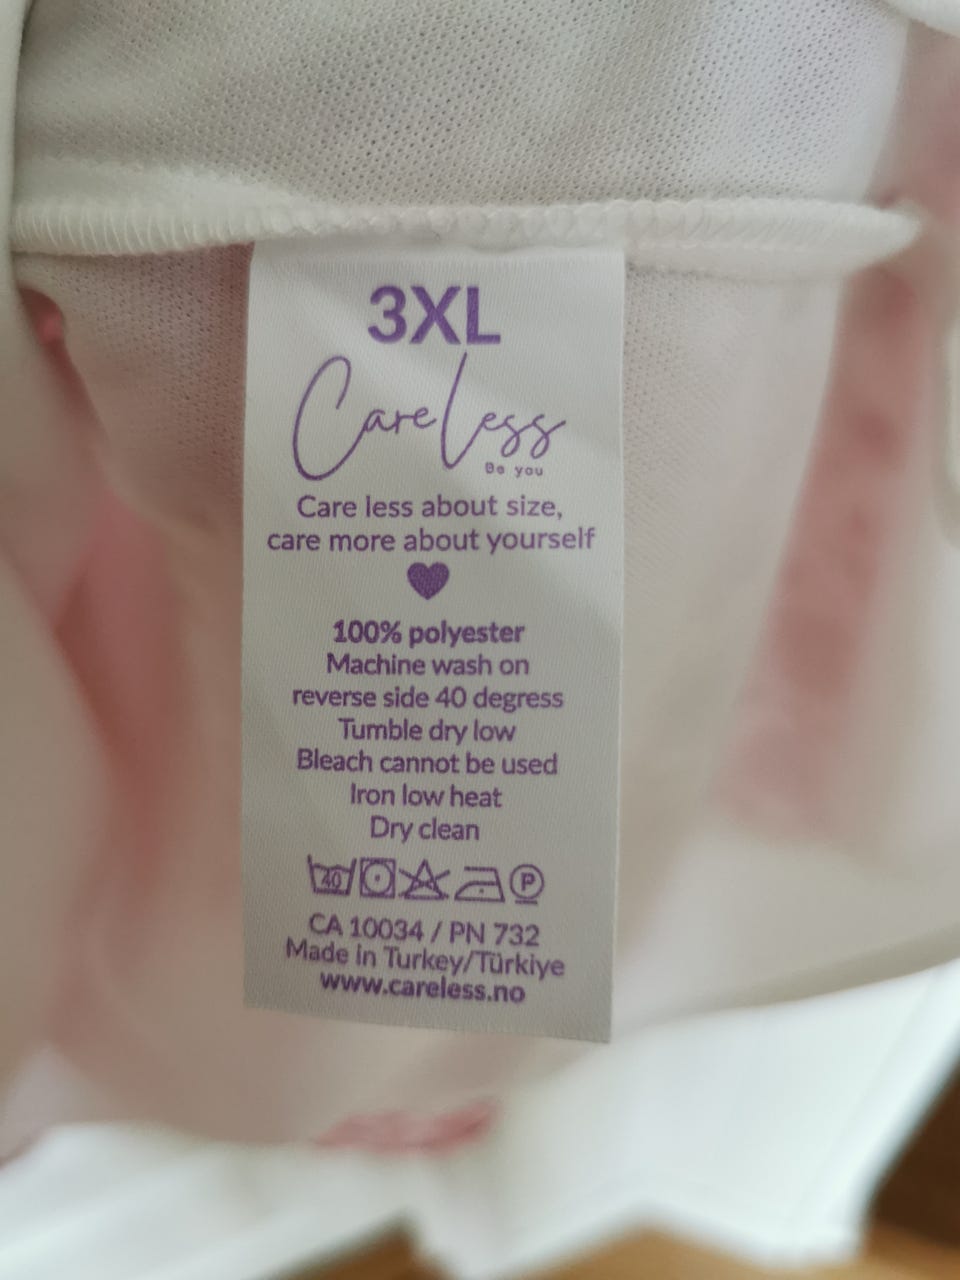 3XL
CareLess
Be you
Care less about size,
care more about yourself
100% polyester
Machine wash on
reverse side 40 degress
Tumble dry low
Bleach cannot be used
Iron low heat
Dry clean
40 P
CA 10034 / PN 732
Made in Turkey/Türkiye
www.careless.no